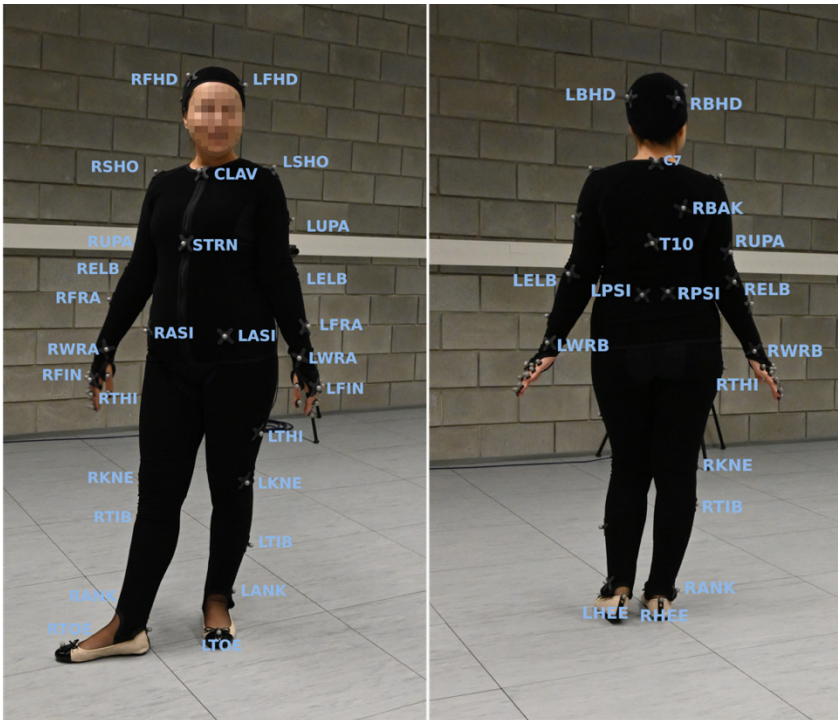 RFHD
LFHD
RSHO
LSHO
CLAV
LUPA
RUPA
STRN
RELB
LELB
RFRA
LFRA
RASI
LASI
RWRA
LWRA
RFIN
LFIN
RTHI
LTHI
RKNE
LKNE
RTIB
LTIB
RANK
LANK
RTOE
LTOE
LBHD
RBHD
C7
RBAK
T10
RUPA
LELB
LPSI
RPSI
RELB
LWRB
RWRB
RTHI
RKNE
RTIB
RANK
LHEE
RHEE